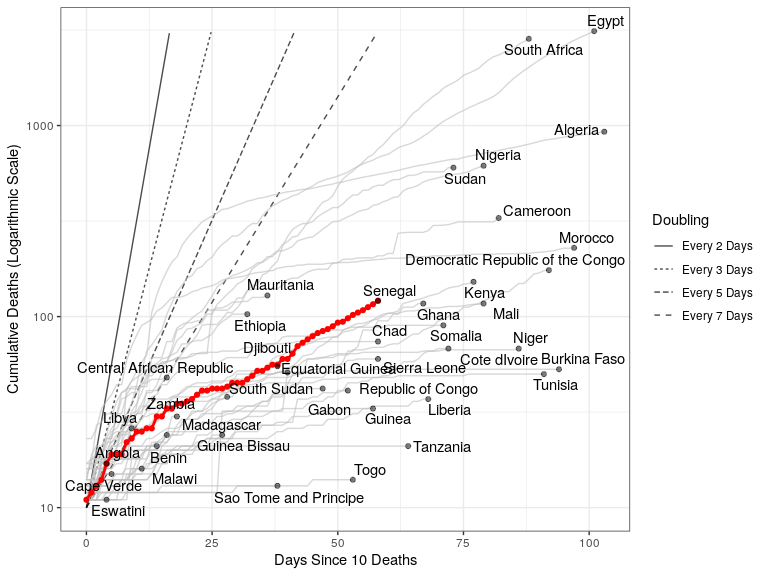 Egypt
South Africa
1000
Algeria
Nigeria
Sudan
Cameroon
Morocco
Democratic Republic of the Congo
Mauritania
Senegal
Kenya
100
Ghana
Mali
Ethiopia
Chad
Somalia
Niger
Djibouti
Cote dIvoire
Burkina Faso
Central African Republic
Equatorial Guinea
Sierra Leone
Tunisia
South Sudan
Republic of Congo
Zambia
Gabon
Liberia
Libya
Guinea
Madagascar
Guinea Bissau
Tanzania
Angola
Benin
Togo
Malawi
Cape Verde
Sao Tome and Principe
10
Eswatini
0
25
50
75
100
Days Since 10 Deaths
Cumulative Deaths (Logarithmic Scale)
Doubling
Every 2 Days
Every 3 Days
Every 5 Days
Every 7 Days